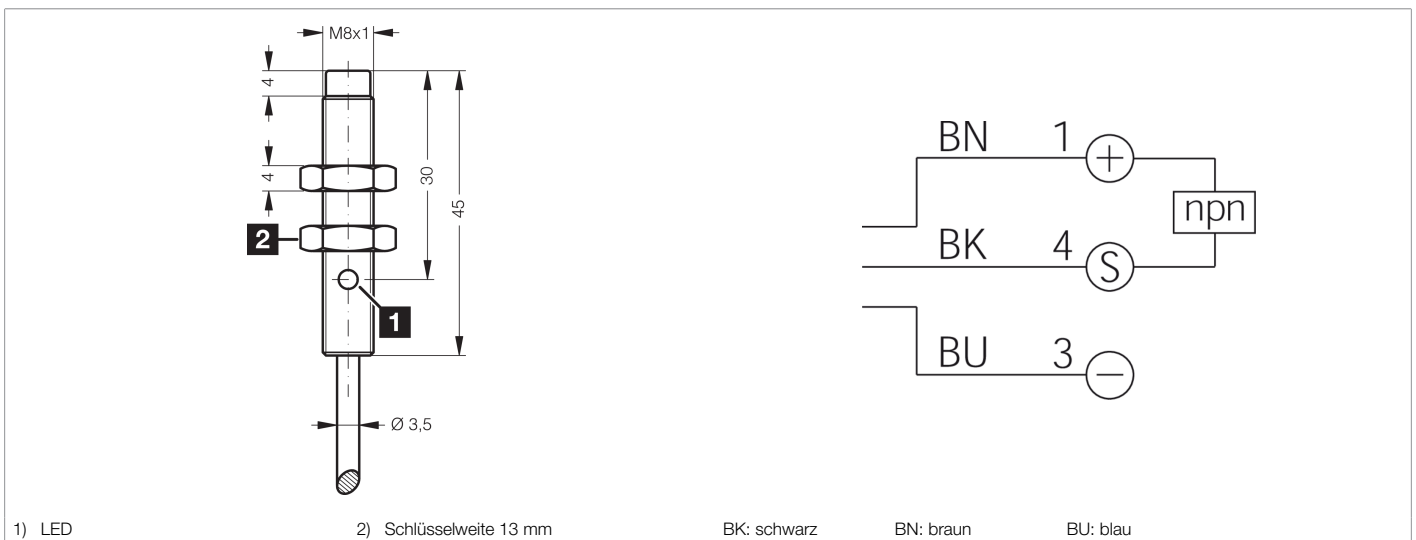 M8x1
4
4
30
45
2
1
Ø 3,5
BN 1 +
npn
BK 4 S
BU 3 −
1) LED 2) Schlüsselweite 13 mm BK: schwarz BN: braun BU: blau